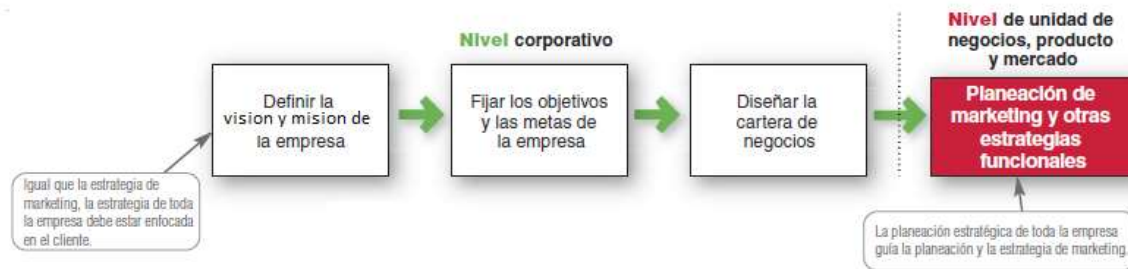 Nivel corporativo
Nivel de unidad de
negocios, producto
y mercado
Definir la
vision y mision de
la empresa
Fijar los objetivos
y las metas de
la empresa
Diseñar la
cartera de
negocios
Planeación de
marketing y otras
estrategias
funcionales
Igual que la estrategia de
marketing, la estrategia de toda
la empresa debe estar enfocada
en el cliente.
La planeación estratégica de toda la empresa
guía la planeación y la estrategia de marketing.